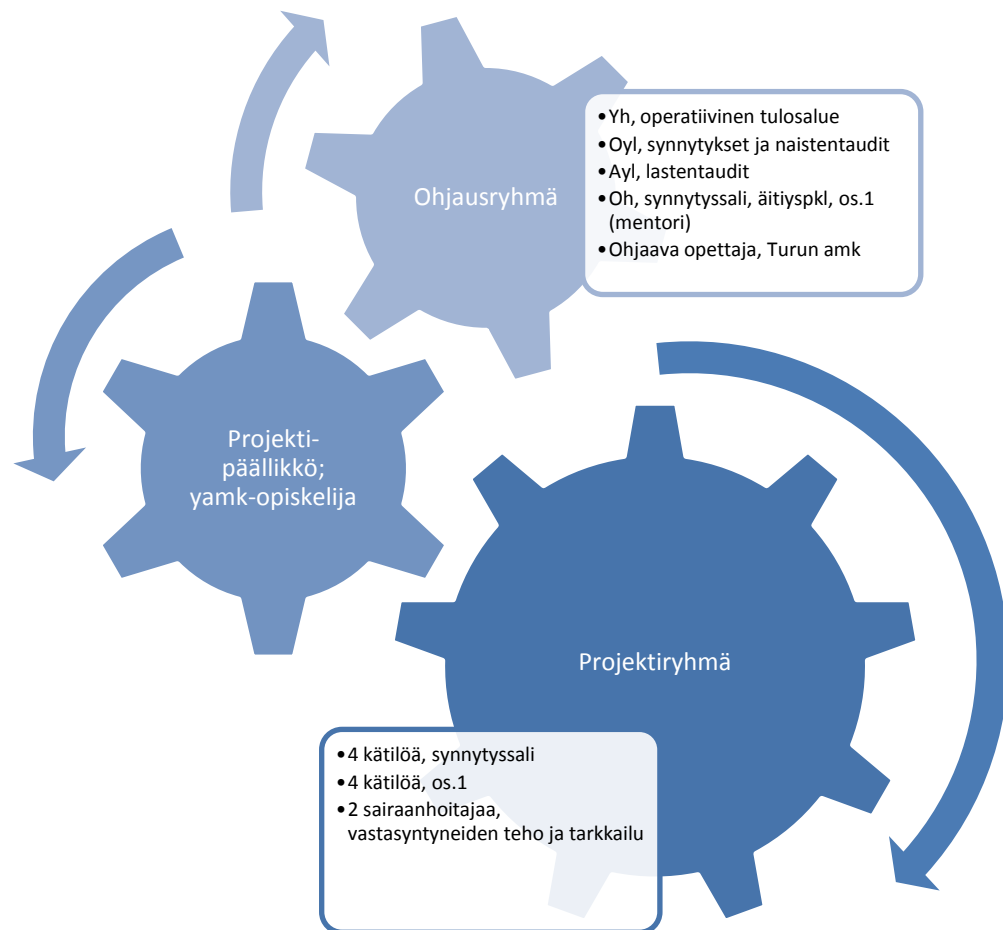 Ohjausryhmä
•Yh, operatiivinen tulosalue
•Oyl, synnytykset ja naistentaudit
•Ayl, lastentaudit
•Oh, synnytyssali, äitiyspkl, os.1
(mentori)
•Ohjaava opettaja, Turun amk
Projekti-
päällikkö;
yamk-opiskelija
Projektiryhmä
•4 kätilöä, synnytyssali
•4 kätilöä, os.1
•2 sairaanhoitajaa,
vastasyntyneiden teho ja tarkkailu